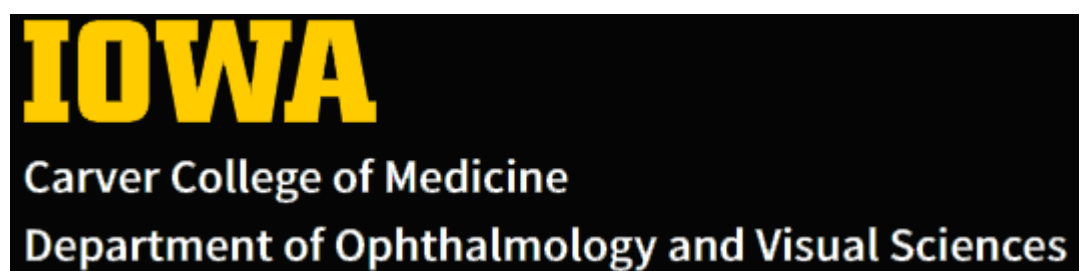 IOWA
Carver College of Medicine
Department of Ophthalmology and Visual Sciences